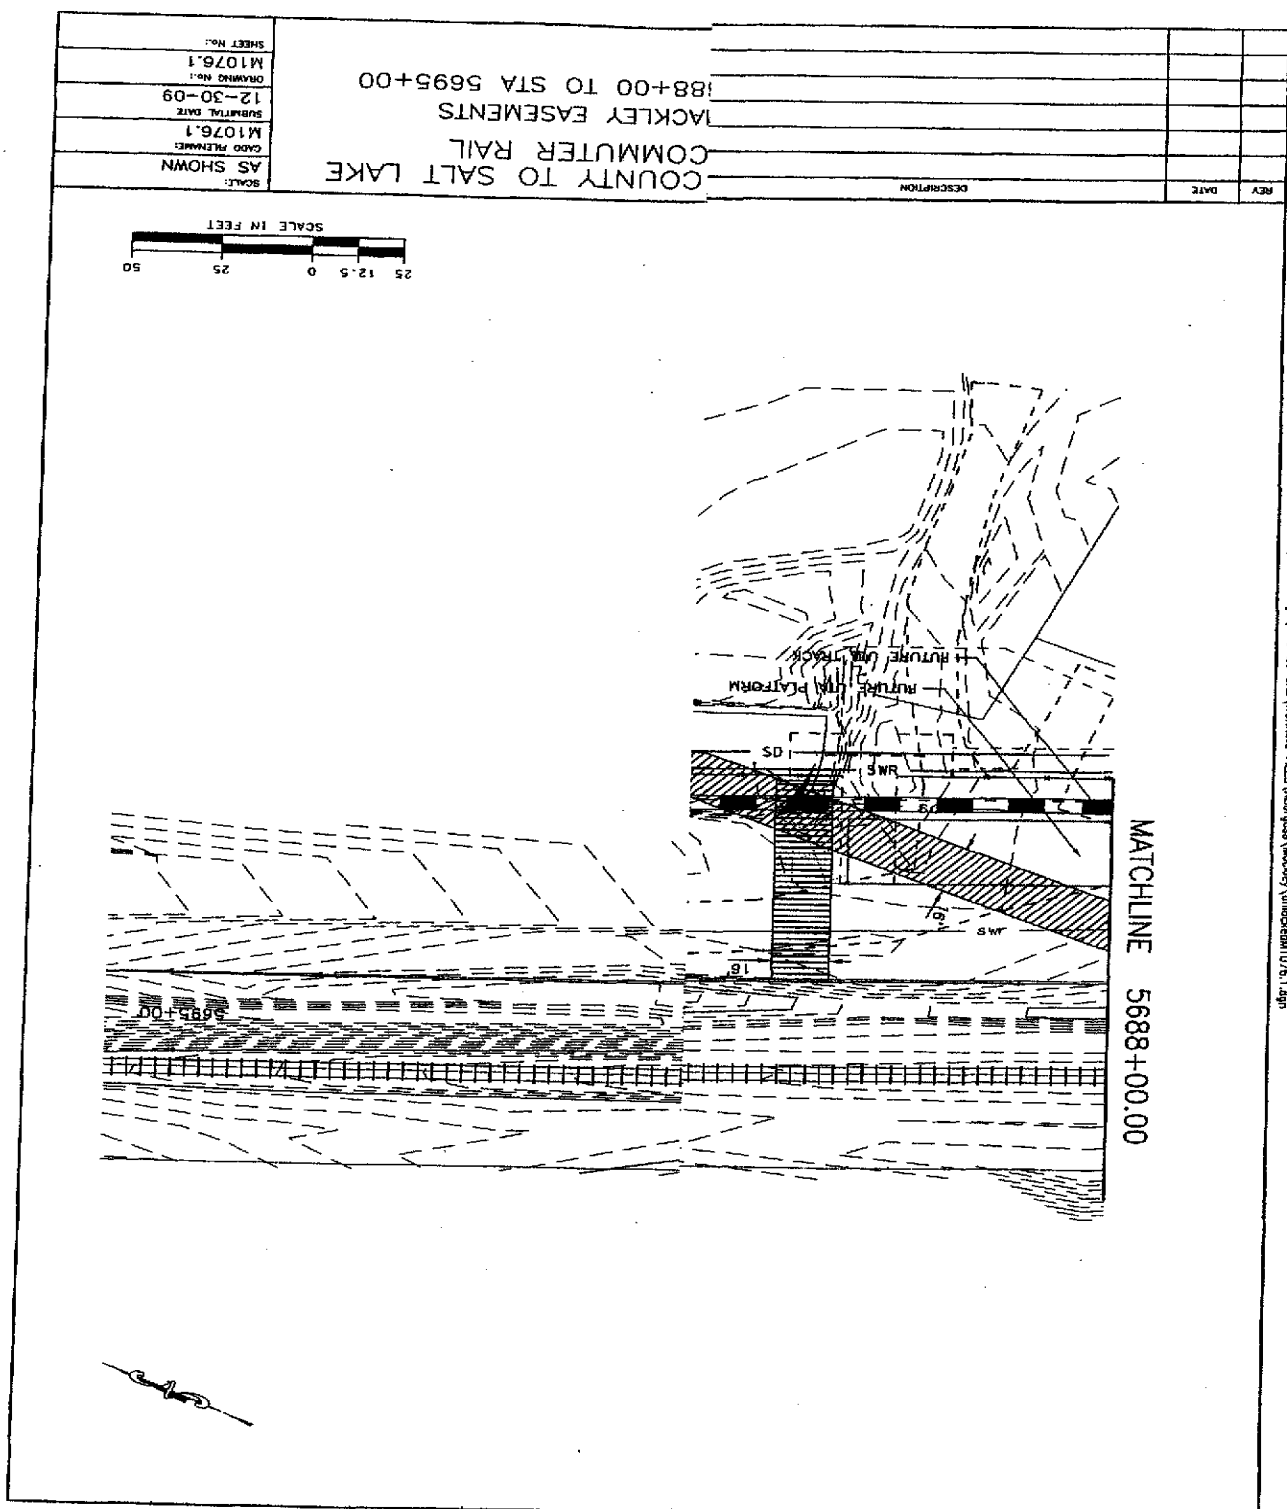 COUNTY TO SALT LAKE
COMMUTER RAIL
ACKLEY EASEMENTS
88+00 TO STA 5695+00
SCALE:
AS SHOWN
CADD FILENAME:
M1076.1
SUBMITTAL DATE
12-30-09
DRAWING No.:
M1076.1
SHEET No.:
REV
DATE
DESCRIPTION
25 12.5 0 25 50
SCALE IN FEET
FUTURE UTA TRACK
FUTURE UTA PLATFORM
SD
SWR
SD
16'
SWr
16'
5695+00
MATCHLINE 5688+00.00